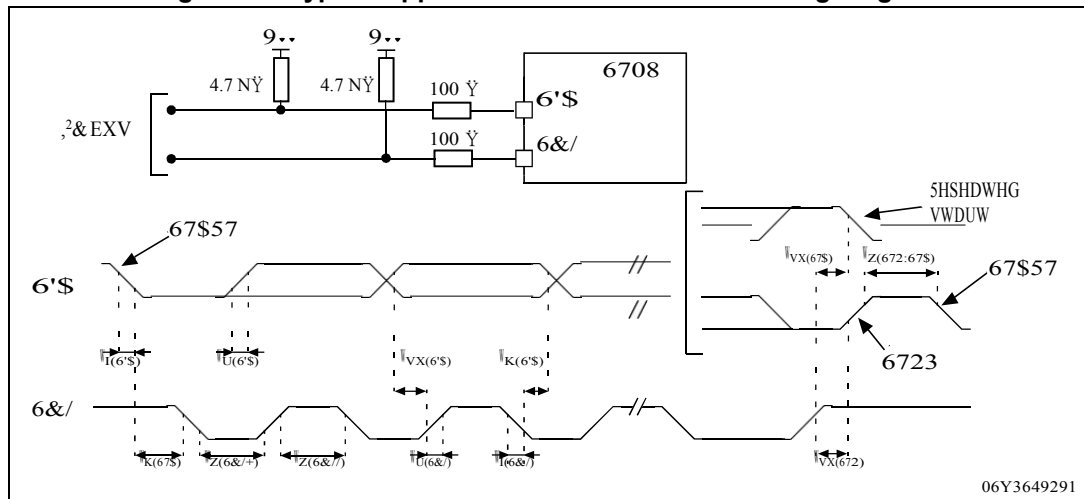 9••
9••
4.7 NŸ
4.7 NŸ
100 Ÿ
100 Ÿ
6708
6'$
6&/
,²& EXV
5HSHDWHG
VWDUW
67$57
VX(67$)
Z(672:67$)
67$57
6'$
6723
I(6'$)
U(6'$)
VX(6'$)
K(6'$)
6&/
K(67$)
Z(6&/+)
Z(6&//)
U(6&/)
I(6&/)
VX(672)
06Y3649291